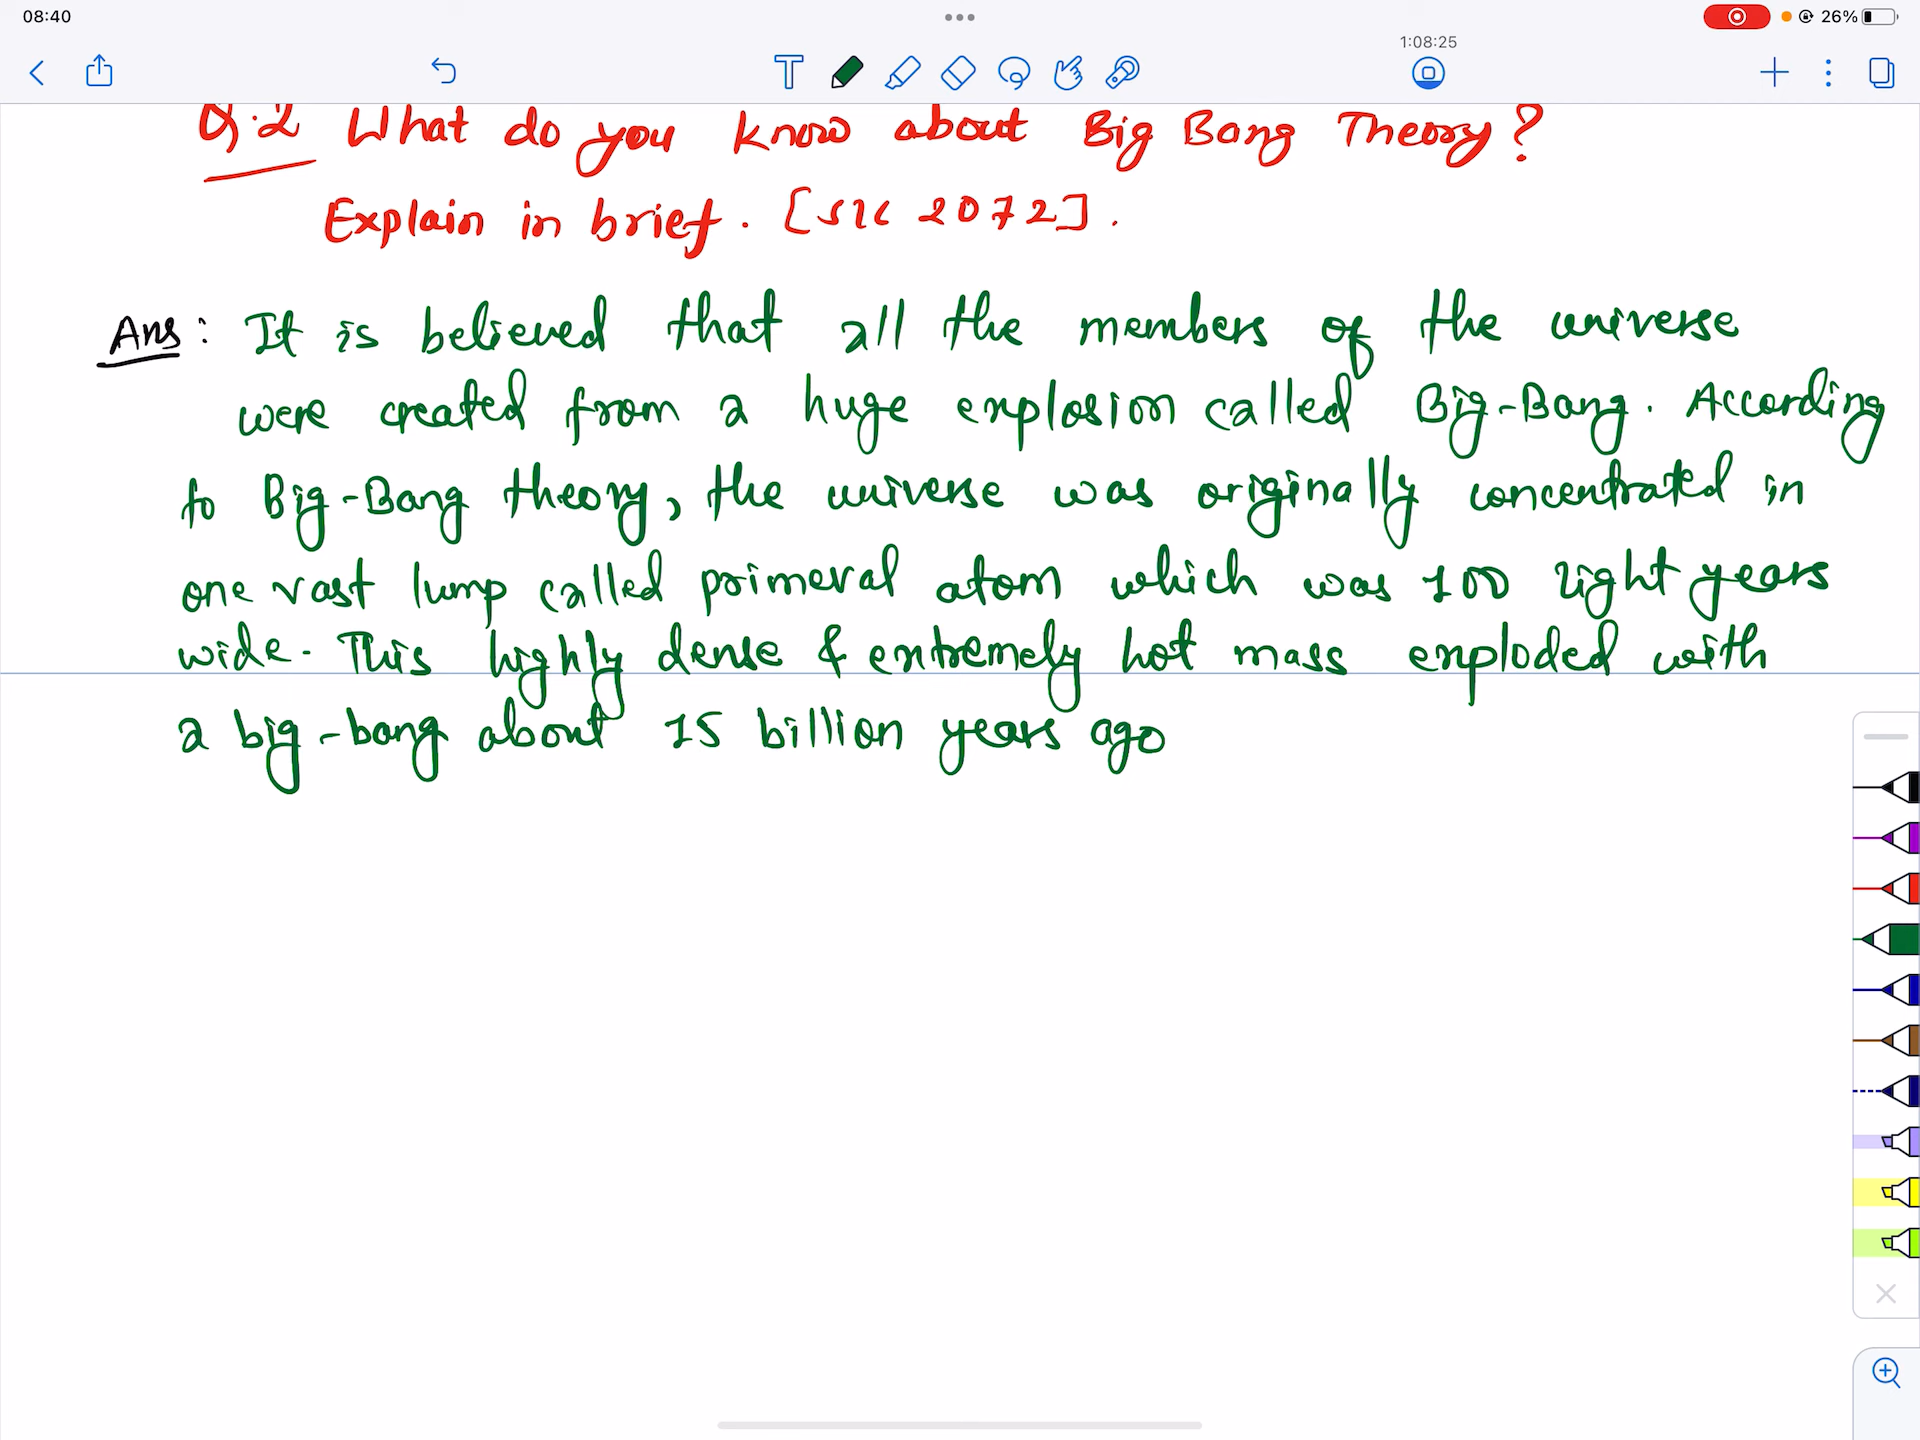 08:40
26%
1:08:25
Q.2 What do you know about Big Bang Theory?
Explain in brief. [SLC 2072].
Ans: It is believed that all the members of the universe
were created from a huge explosion called Big-Bang. According
to Big-Bang theory, the universe was originally concentrated in
one vast lump called primeval atom which was 100 light years
wide. This highly dense & extremely hot mass exploded with
a big-bang about 15 billion years ago